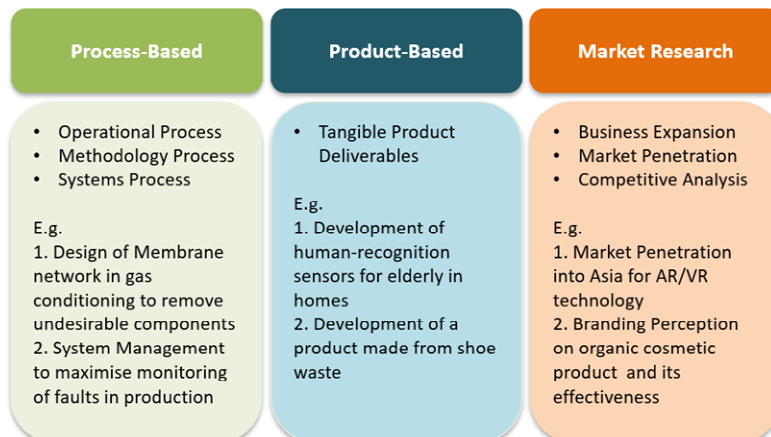 Process-Based
• Operational Process
• Methodology Process
• Systems Process
E.g.
1. Design of Membrane
network in gas
conditioning to remove
undesirable components
2. System Management
to maximise monitoring
of faults in production
Product-Based
• Tangible Product
Deliverables
E.g.
1. Development of
human-recognition
sensors for elderly in
homes
2. Development of a
product made from shoe
waste
Market Research
• Business Expansion
• Market Penetration
• Competitive Analysis
E.g.
1. Market Penetration
into Asia for AR/VR
technology
2. Branding Perception
on organic cosmetic
product and its
effectiveness